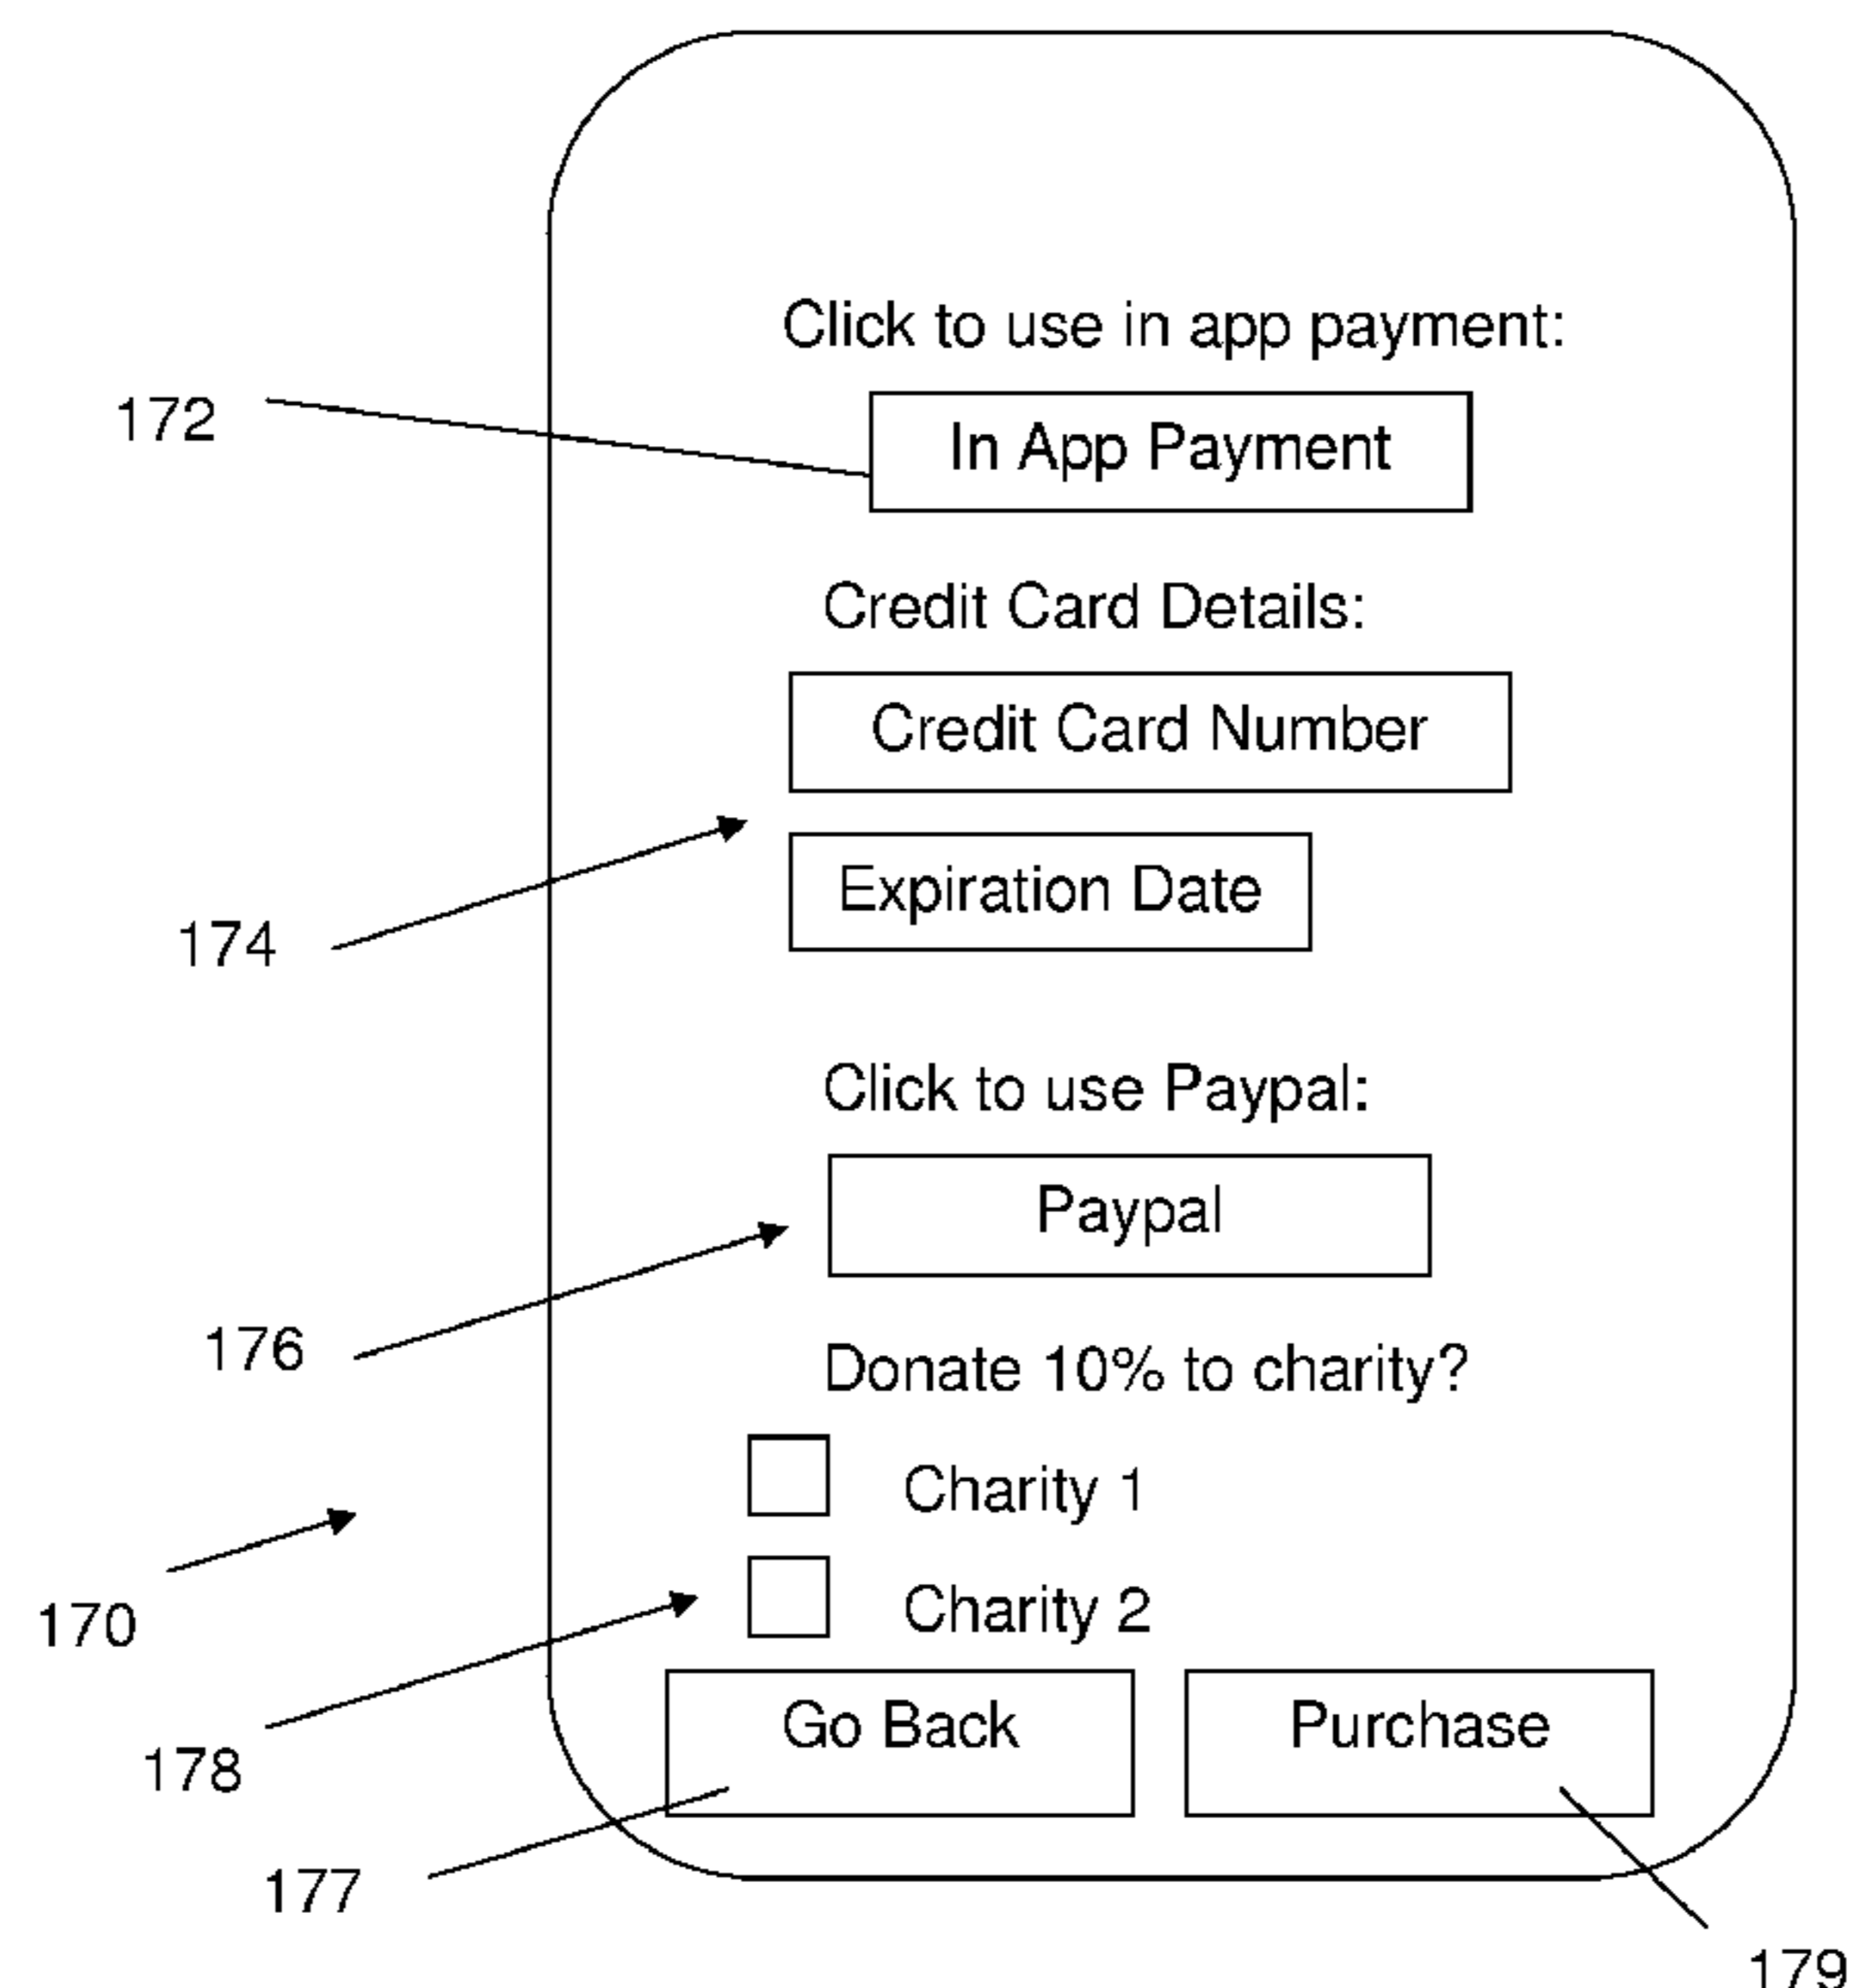 Click to use in app payment:
172
In App Payment
Credit Card Details:
Credit Card Number
Expiration Date
174
Click to use Paypal:
Paypal
176
Donate 10% to charity?
Charity 1
170
Charity 2
Go Back
Purchase
178
177
179